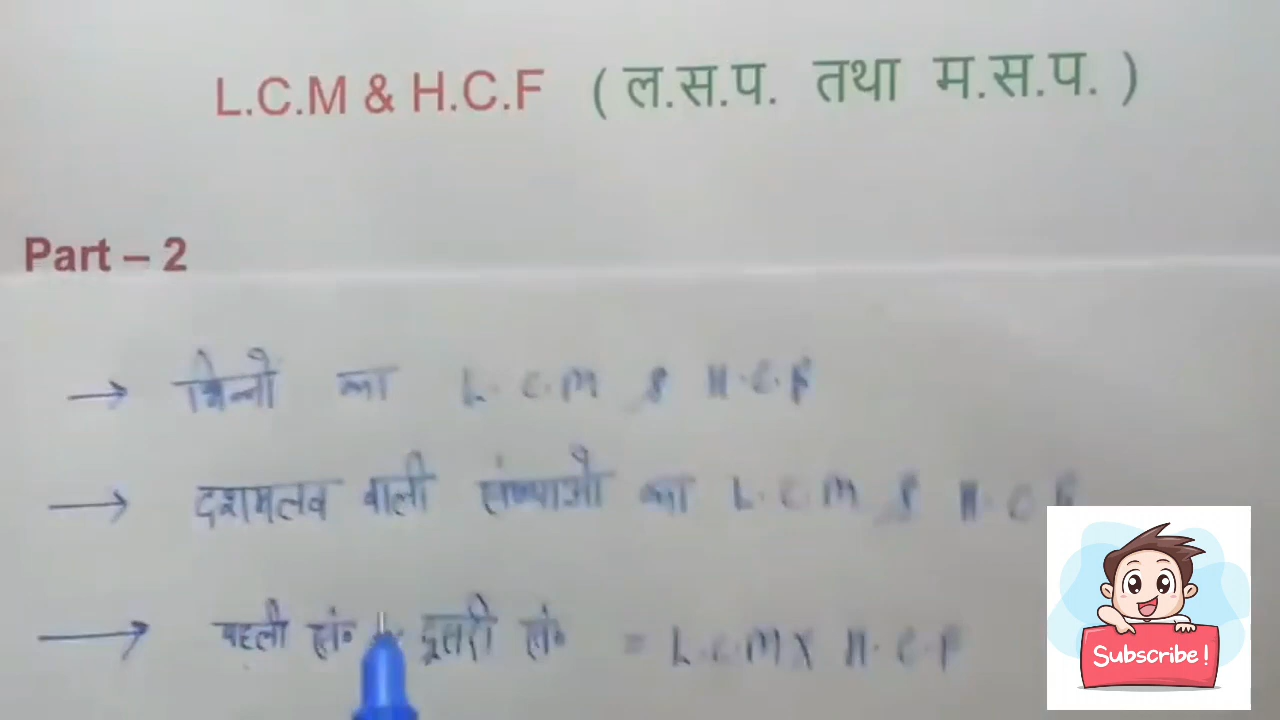 L.C.M & H.C.F ( ल.स.प. तथा म.स.प. )
Part – 2
→ भिन्नों का L.C.M & H.C.F
→ दशमलव वाली संख्याओं का L.C.M & H.C.F
→ पहली सं० × दूसरी सं० = L.C.M X H.C.F
Subscribe !